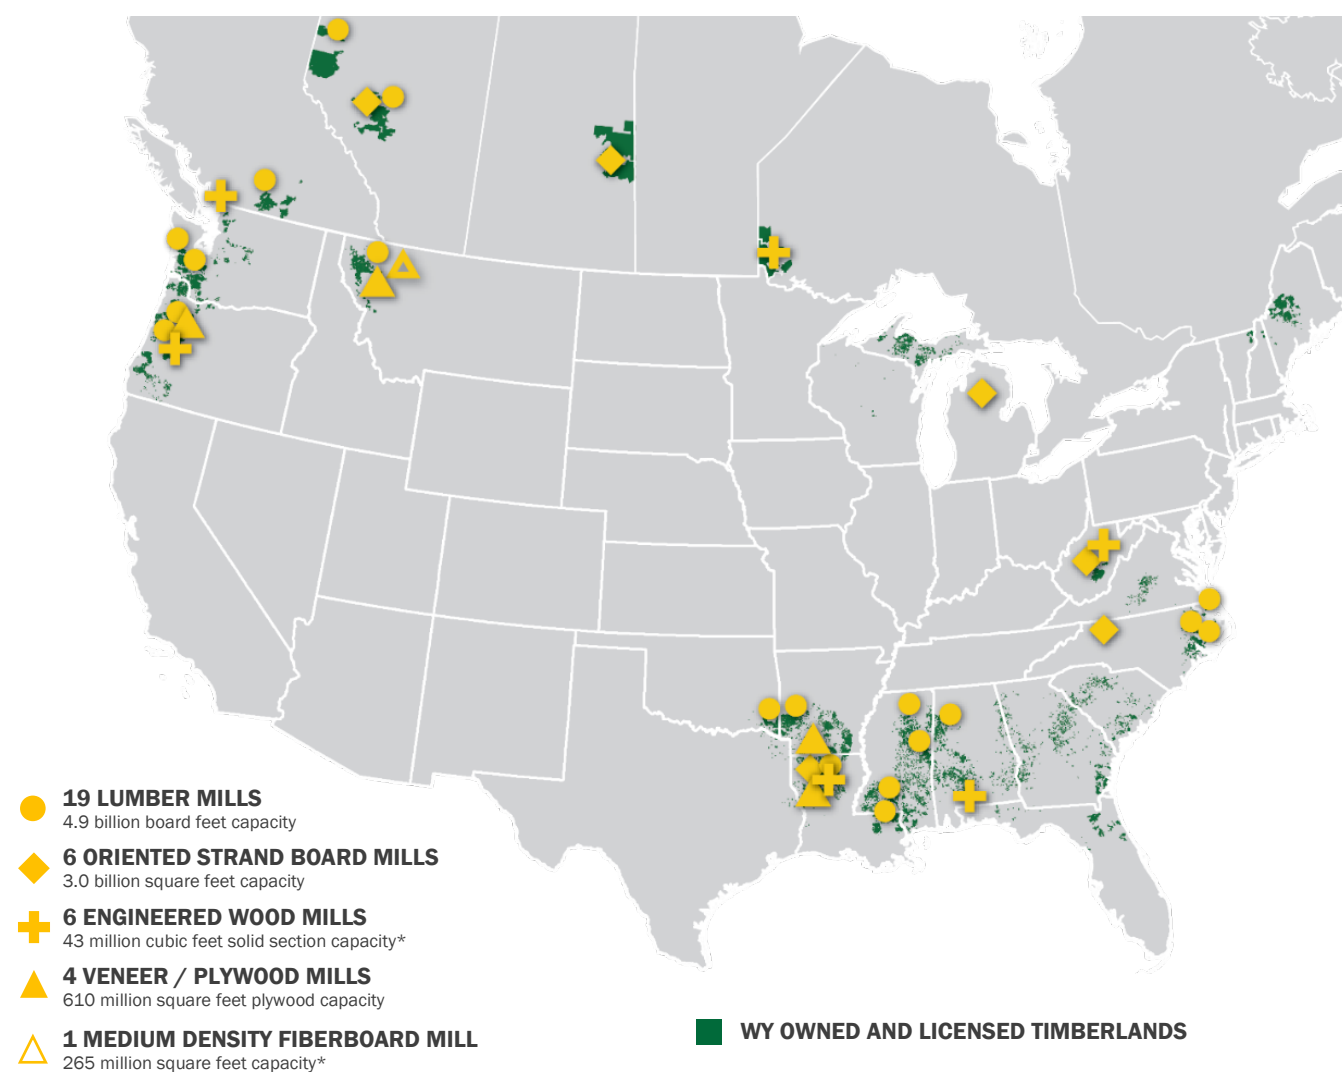 19 LUMBER MILLS
4.9 billion board feet capacity
6 ORIENTED STRAND BOARD MILLS
3.0 billion square feet capacity
6 ENGINEERED WOOD MILLS
43 million cubic feet solid section capacity*
4 VENEER / PLYWOOD MILLS
610 million square feet plywood capacity
1 MEDIUM DENSITY FIBERBOARD MILL
265 million square feet capacity*
WY OWNED AND LICENSED TIMBERLANDS